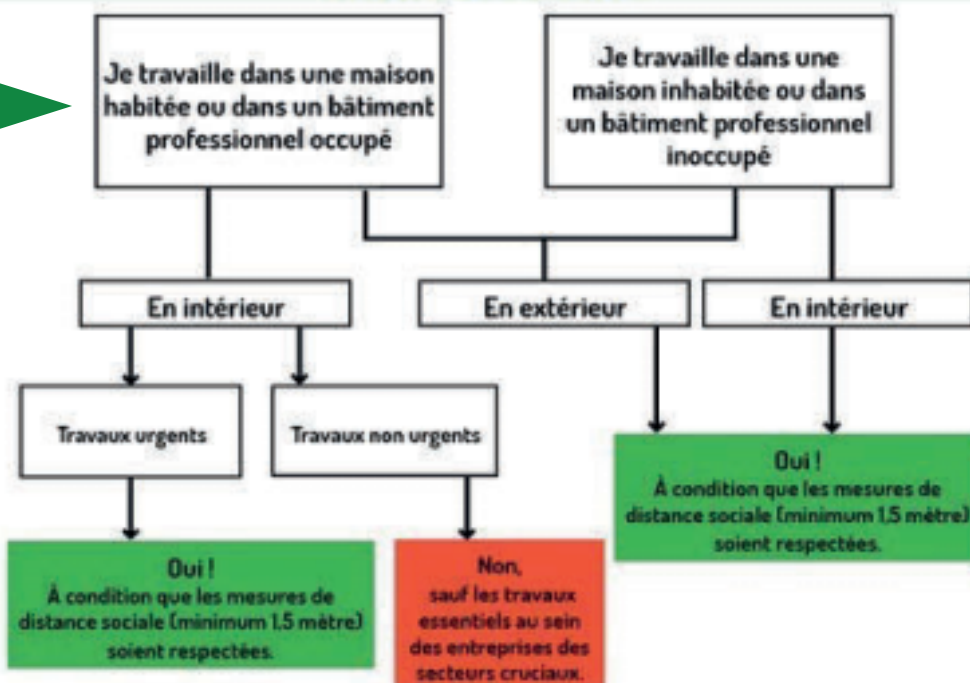 Je travaille dans une maison
habitée ou dans un bâtiment
professionnel occupé
Je travaille dans une
maison inhabitée ou dans
un bâtiment professionnel
inoccupé
En intérieur
En extérieur
En intérieur
Travaux urgents
Travaux non urgents
Oui !
À condition que les mesures de
distance sociale (minimum 1,5 mètre)
soient respectées.
Non,
sauf les travaux
essentiels au sein
des entreprises des
secteurs cruciaux.
Oui !
À condition que les mesures de
distance sociale (minimum 1,5 mètre)
soient respectées.